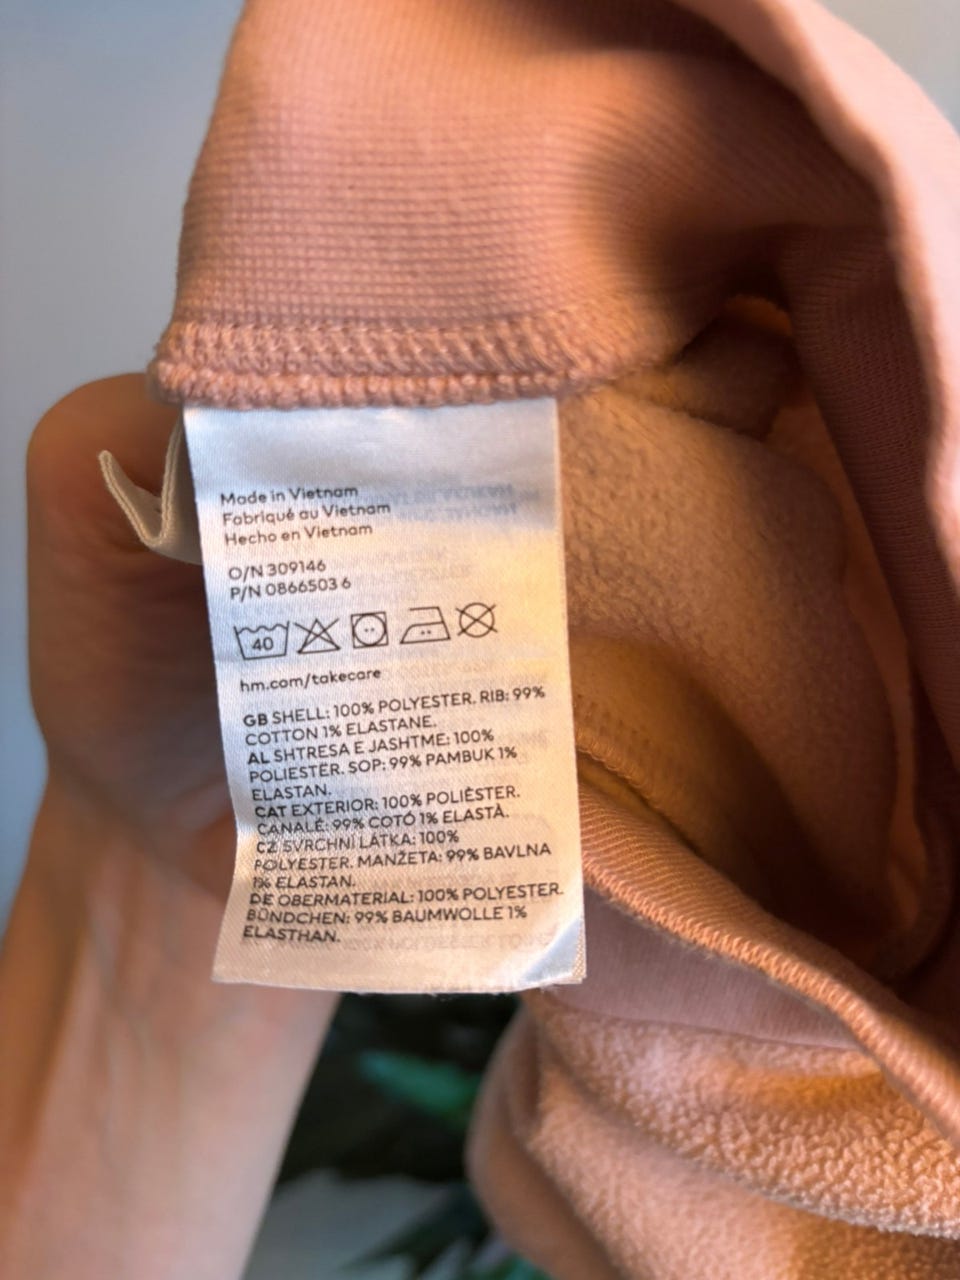 Made in Vietnam
Fabriqué au Vietnam
Hecho en Vietnam
O/N 309146
P/N 0866503 6
40
hm.com/takecare
GB SHELL: 100% POLYESTER. RIB: 99%
COTTON 1% ELASTANE.
AL SHTRESA E JASHTME: 100%
POLIESTËR. SOP: 99% PAMBUK 1%
ELASTAN.
CAT EXTERIOR: 100% POLIÈSTER.
CANALÉ: 99% COTÓ 1% ELASTÀ.
CZ SVRCHNÍ LÁTKA: 100%
POLYESTER. MANŽETA: 99% BAVLNA
1% ELASTAN.
DE OBERMATERIAL: 100% POLYESTER.
BÜNDCHEN: 99% BAUMWOLLE 1%
ELASTHAN.